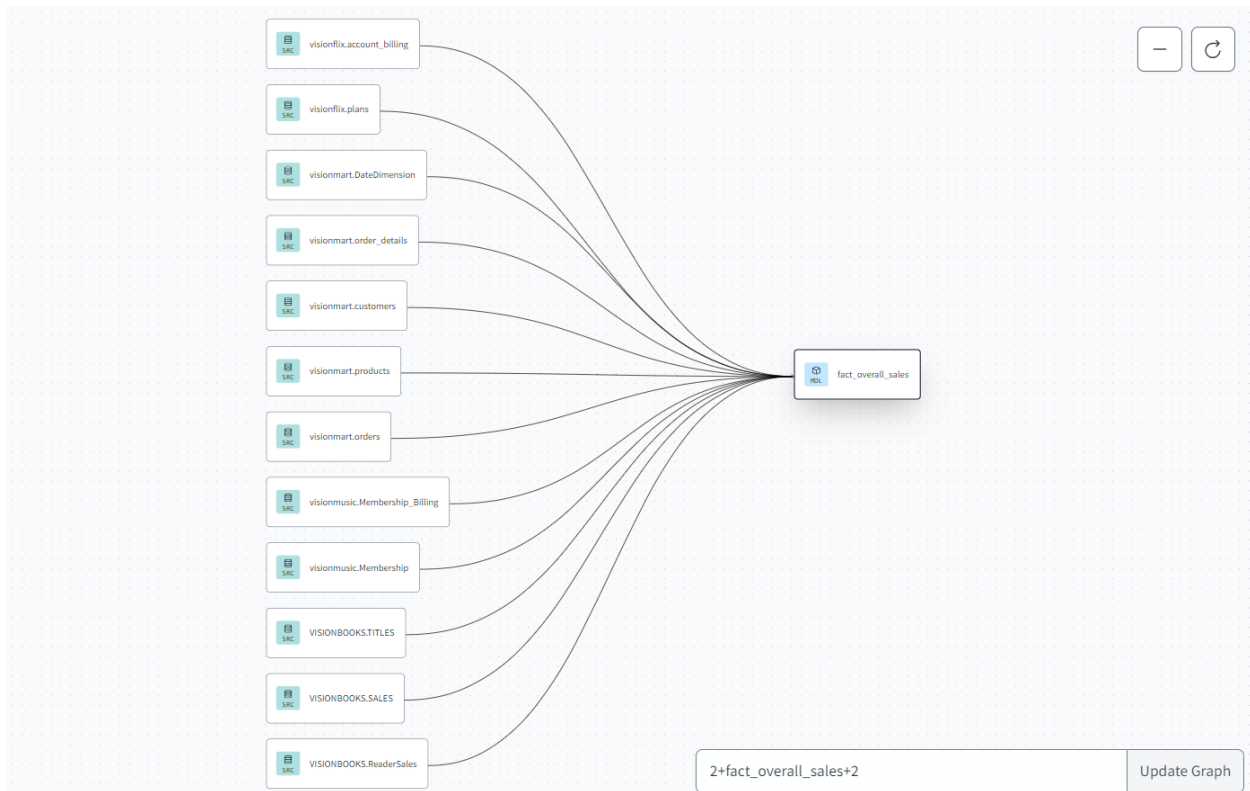 visionflix.account_billing
SRC
visionflix.plans
SRC
visionmart.DateDimension
SRC
visionmart.order_details
SRC
visionmart.customers
SRC
visionmart.products
SRC
fact_overall_sales
MDL
visionmart.orders
SRC
visionmusic.Membership_Billing
SRC
visionmusic.Membership
SRC
VISIONBOOKS.TITLES
SRC
VISIONBOOKS.SALES
SRC
VISIONBOOKS.ReaderSales
SRC
2+fact_overall_sales+2
Update Graph